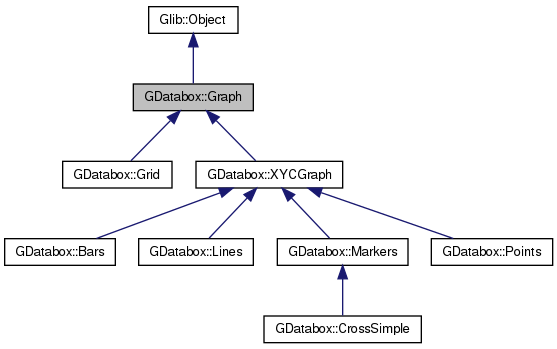 Glib::Object
GDatabox::Graph
GDatabox::Grid
GDatabox::XYCGraph
GDatabox::Bars
GDatabox::Lines
GDatabox::Markers
GDatabox::Points
GDatabox::CrossSimple